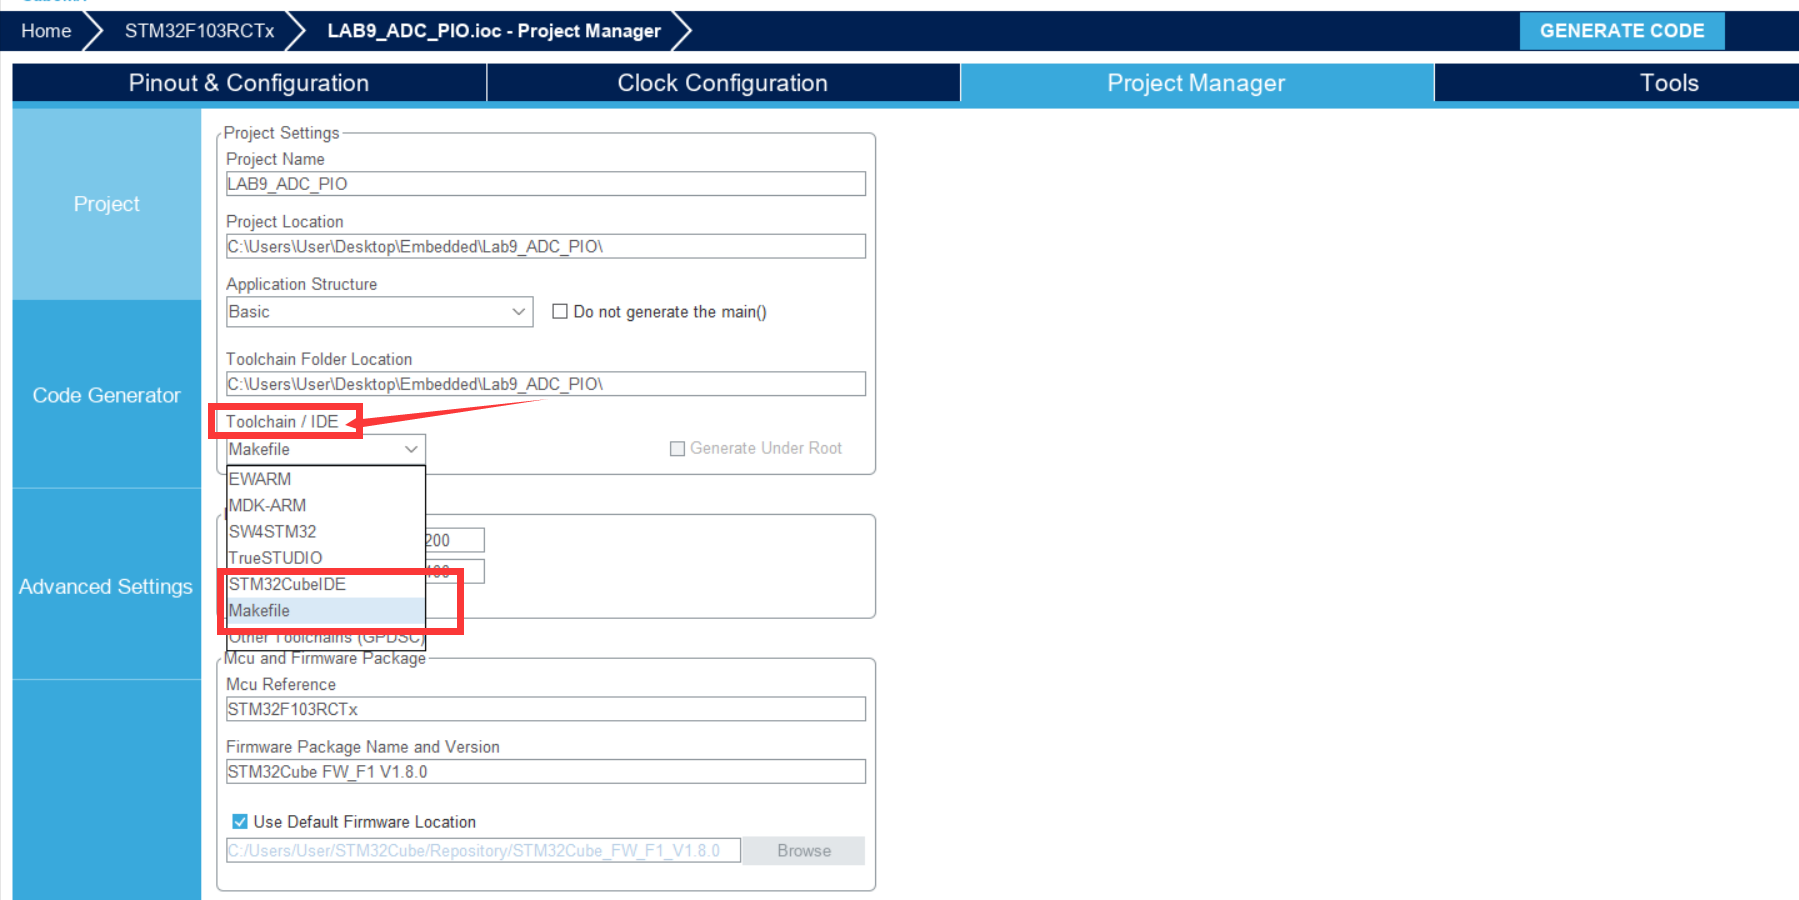 Home STM32F103RCTx LAB9_ADC_PIO.ioc - Project Manager GENERATE CODE
Pinout & Configuration Clock Configuration Project Manager Tools
Project
Code Generator
Advanced Settings
Project Settings
Project Name
LAB9_ADC_PIO
Project Location
C:\Users\User\Desktop\Embedded\Lab9_ADC_PIO\
Application Structure
Basic Do not generate the main()
Toolchain Folder Location
C:\Users\User\Desktop\Embedded\Lab9_ADC_PIO\
Toolchain / IDE
Makefile Generate Under Root
EWARM
MDK-ARM
SW4STM32
200
TrueSTUDIO
STM32CubeIDE
Makefile
Other Toolchains (GPDSC)
Mcu and Firmware Package
Mcu Reference
STM32F103RCTx
Firmware Package Name and Version
STM32Cube FW_F1 V1.8.0
Use Default Firmware Location
C:/Users/User/STM32Cube/Repository/STM32Cube_FW_F1_V1.8.0 Browse